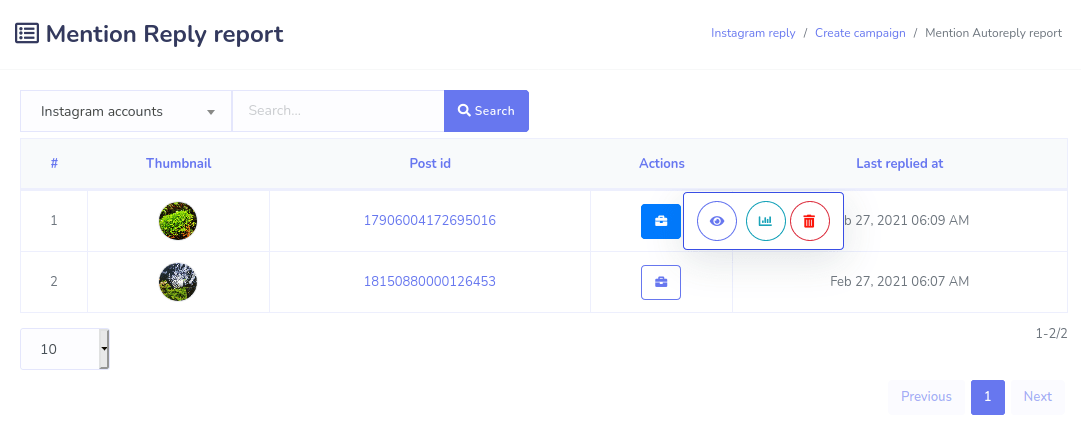 Mention Reply report
Instagram reply / Create campaign / Mention Autoreply report
Instagram accounts Search... Search
# Thumbnail Post id Actions Last replied at
1 17906004172695016 b 27, 2021 06:09 AM
2 18150880000126453 Feb 27, 2021 06:07 AM
10 1-2/2
Previous 1 Next